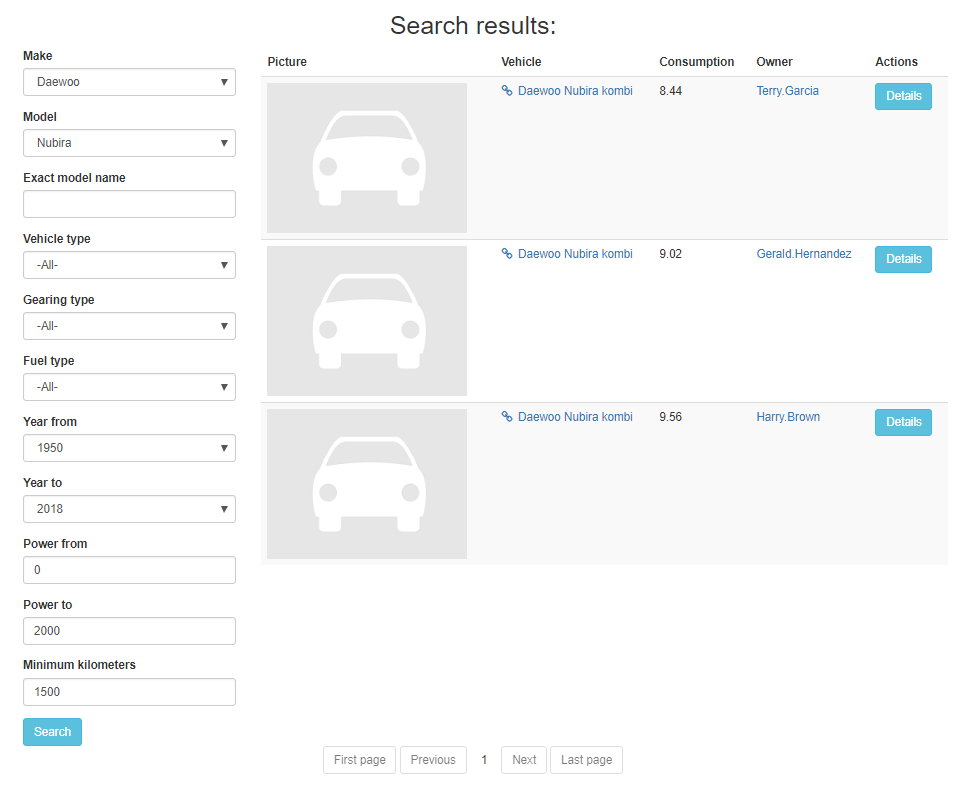 Search results:
Make
Daewoo
Model
Nubira
Exact model name
Vehicle type
-All-
Gearing type
-All-
Fuel type
-All-
Year from
1950
Year to
2018
Power from
0
Power to
2000
Minimum kilometers
1500
Search
Picture Vehicle Consumption Owner Actions
Daewoo Nubira kombi 8.44 Terry.Garcia Details
Daewoo Nubira kombi 9.02 Gerald.Hernandez Details
Daewoo Nubira kombi 9.56 Harry.Brown Details
First page Previous 1 Next Last page